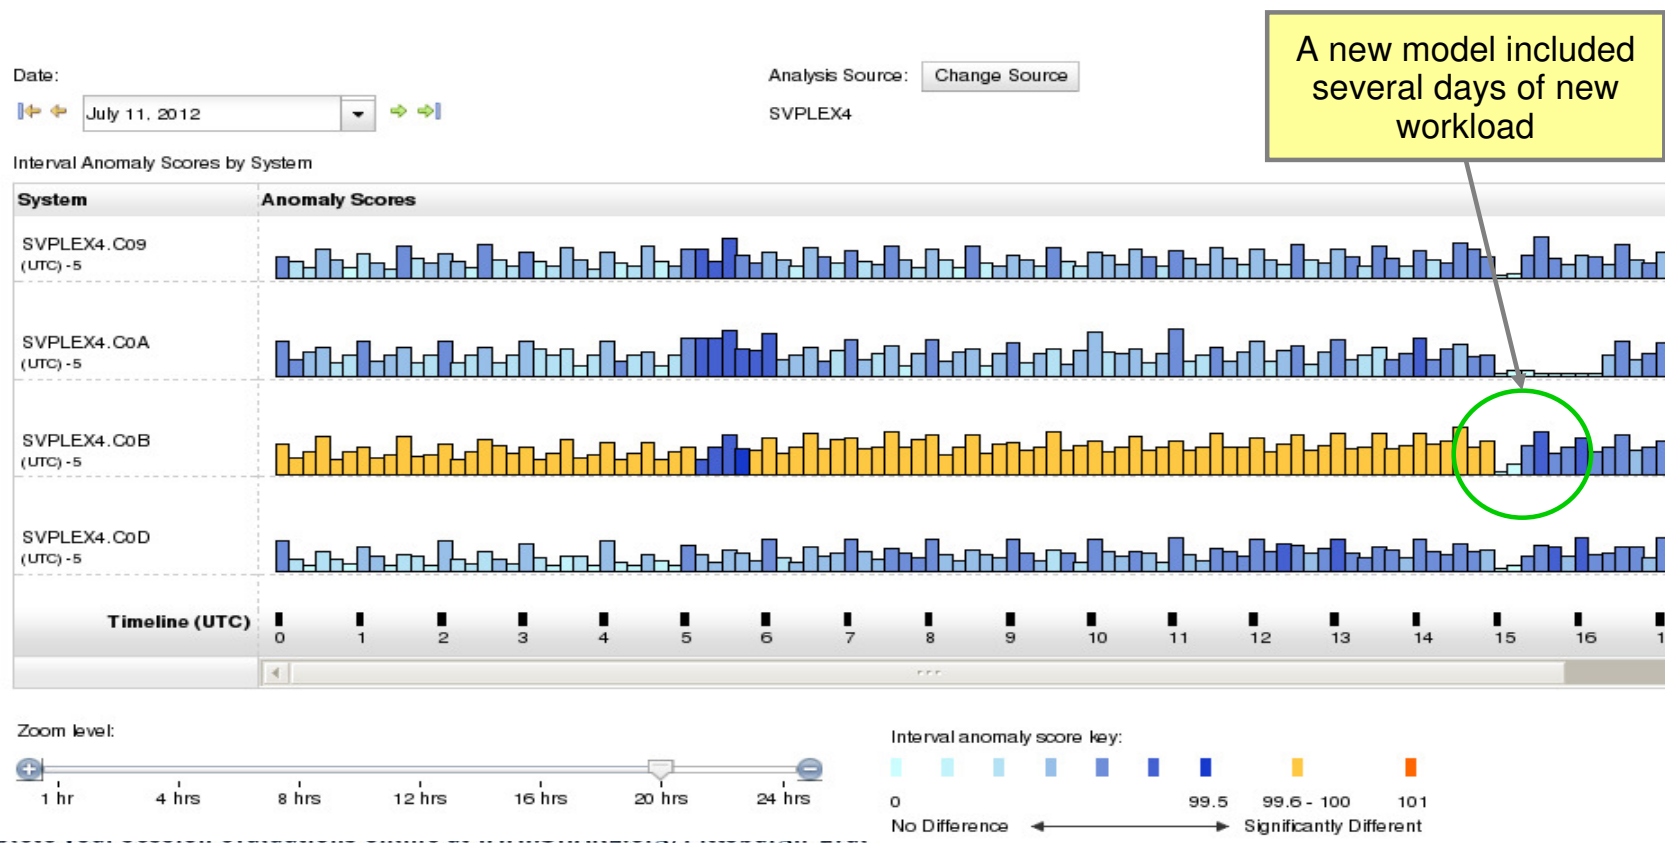 A new model included
several days of new
workload
Date:
Analysis Source: Change Source
July 11, 2012
SVPLEX4
Interval Anomaly Scores by System
System Anomaly Scores
SVPLEX4.C09
(UTC) -5
SVPLEX4.C0A
(UTC) -5
SVPLEX4.C0B
(UTC) -5
SVPLEX4.C0D
(UTC) -5
Timeline (UTC)
0 1 2 3 4 5 6 7 8 9 10 11 12 13 14 15 16 1
Zoom level:
Interval anomaly score key:
1 hr 4 hrs 8 hrs 12 hrs 16 hrs 20 hrs 24 hrs
0 99.5 99.6 - 100 101
No Difference Significantly Different